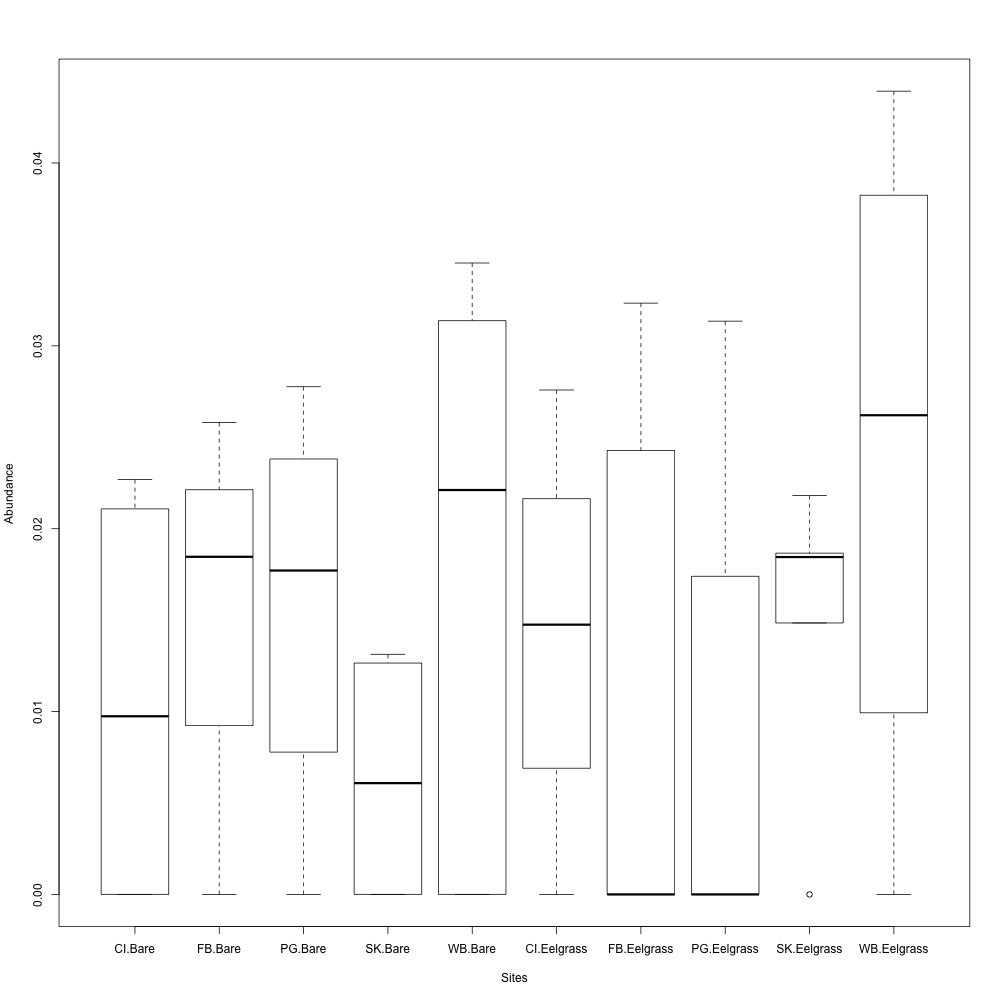 Abundance
0.04
0.03
0.02
0.01
0.00
CI.Bare FB.Bare PG.Bare SK.Bare WB.Bare CI.Eelgrass FB.Eelgrass PG.Eelgrass SK.Eelgrass WB.Eelgrass
Sites